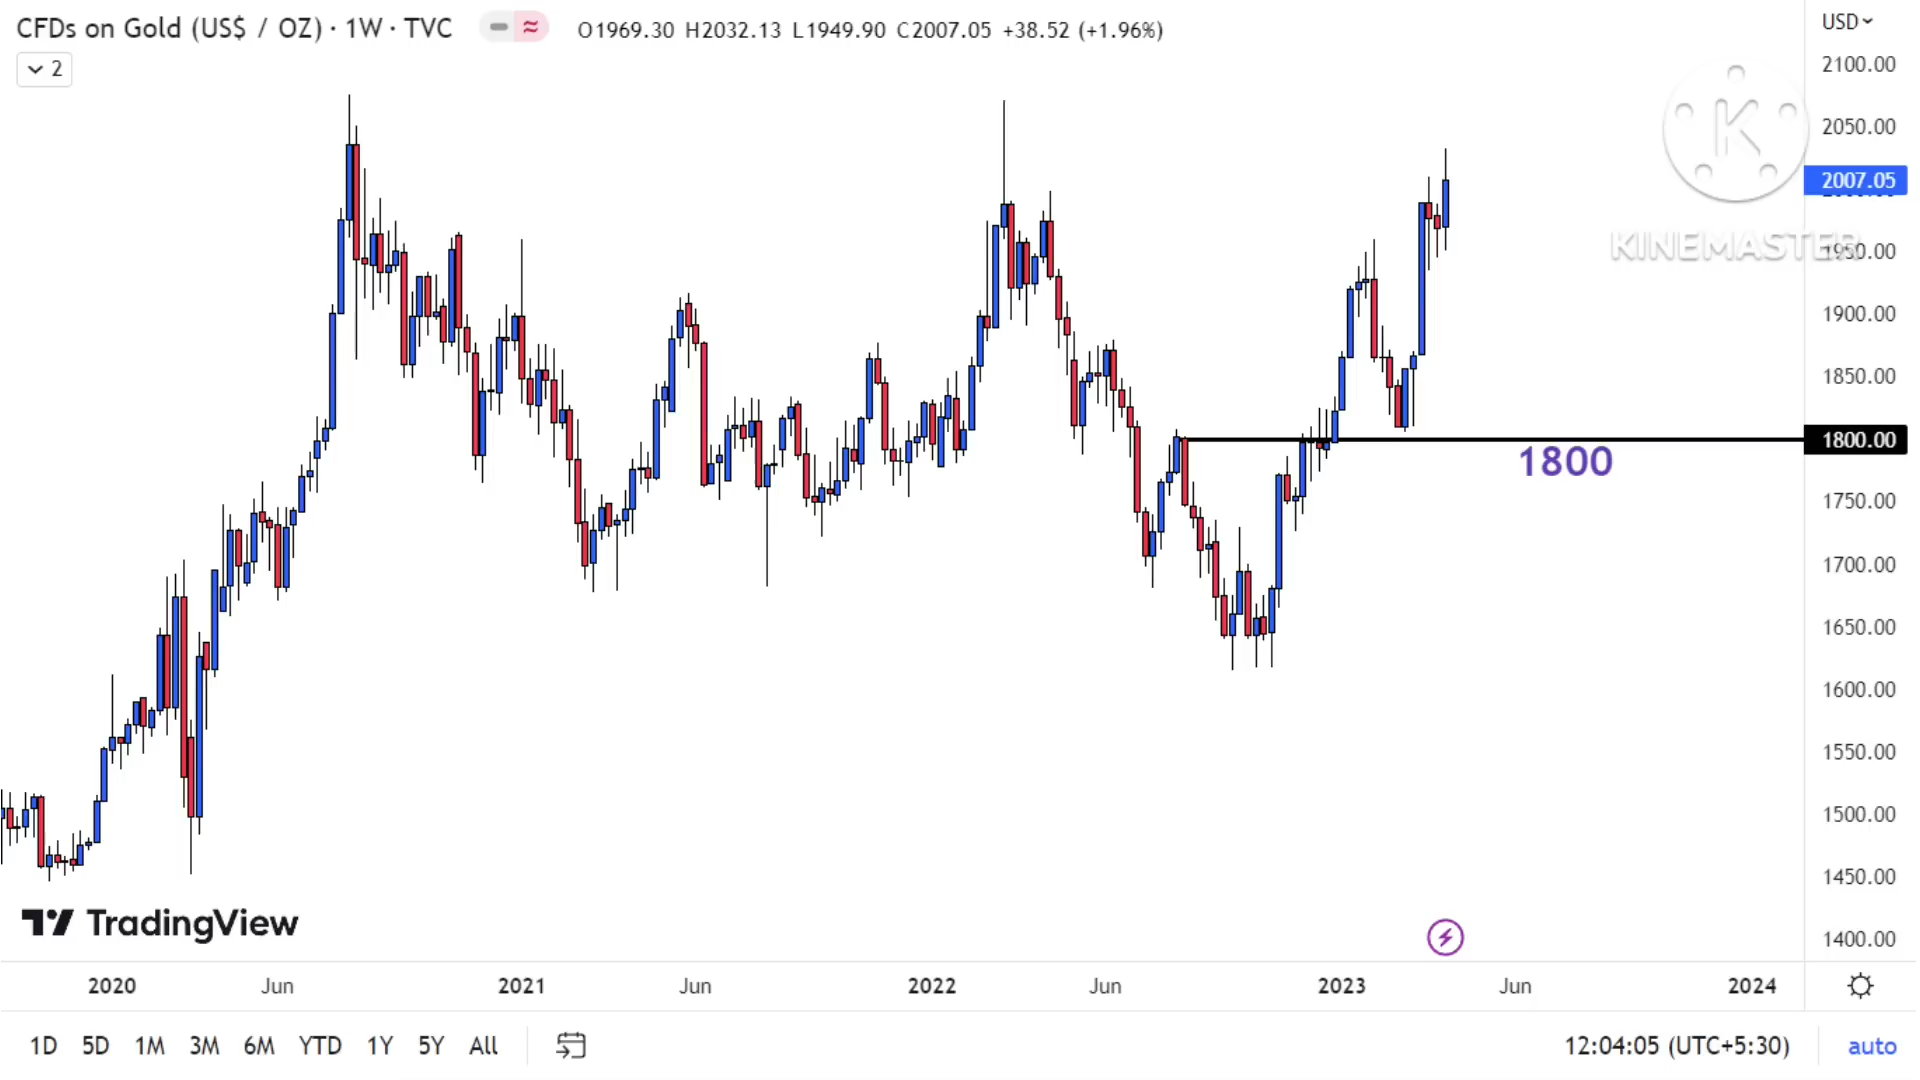 CFDs on Gold (US$ / OZ) · 1W · TVC
O1969.30 H2032.13 L1949.90 C2007.05 +38.52 (+1.96%)
USD
2
2100.00
2050.00
2007.05
KINEMASTER
1950.00
1900.00
1850.00
1800.00
1800
1750.00
1700.00
1650.00
1600.00
1550.00
1500.00
1450.00
1400.00
TradingView
2020 Jun 2021 Jun 2022 Jun 2023 Jun 2024
1D 5D 1M 3M 6M YTD 1Y 5Y All
12:04:05 (UTC+5:30)
auto